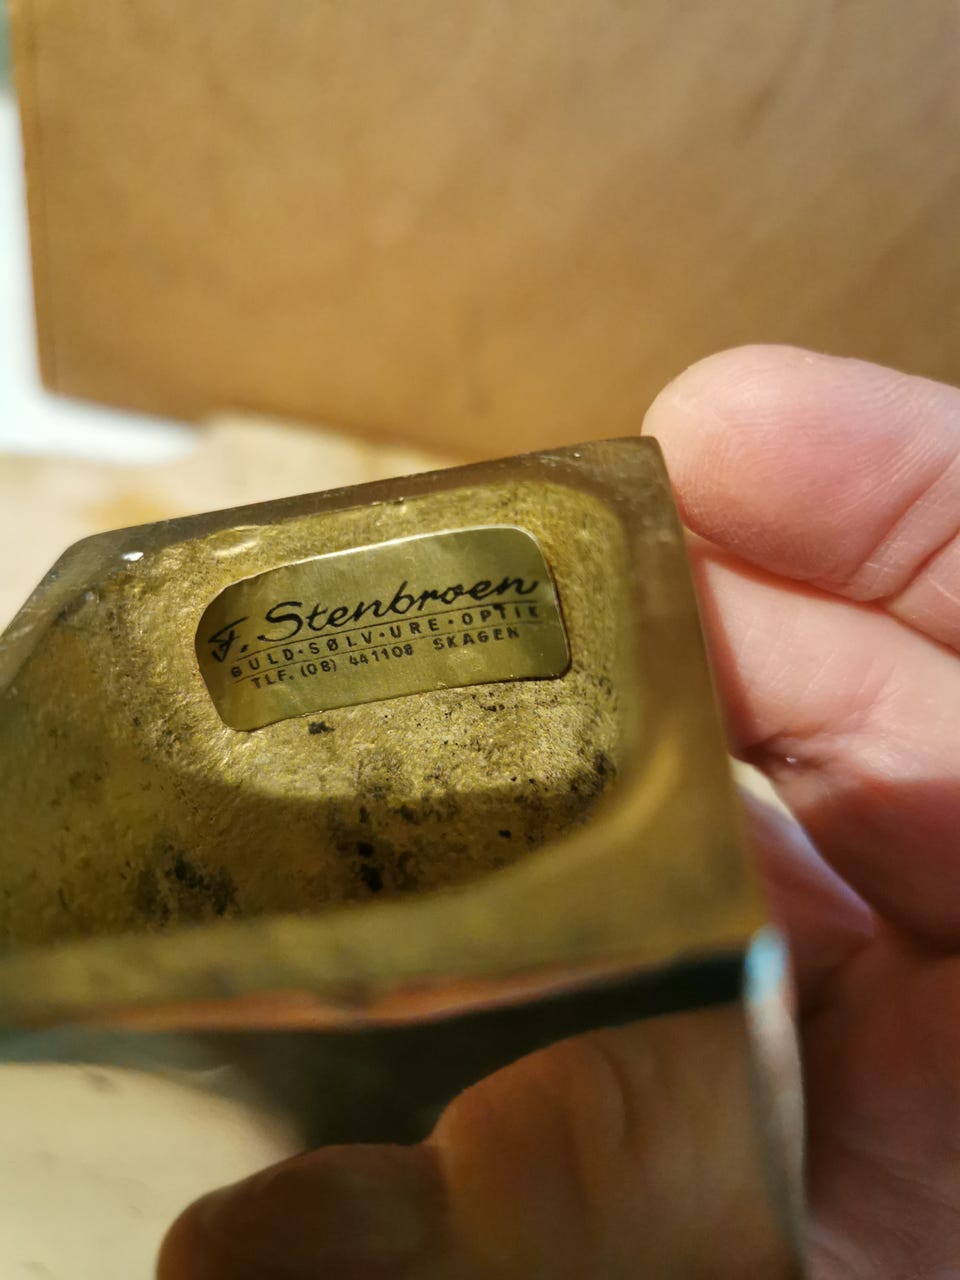 F. Stenbroen
GULD·SØLV·URE·OPTIK
TLF. (08) 441108 SKAGEN